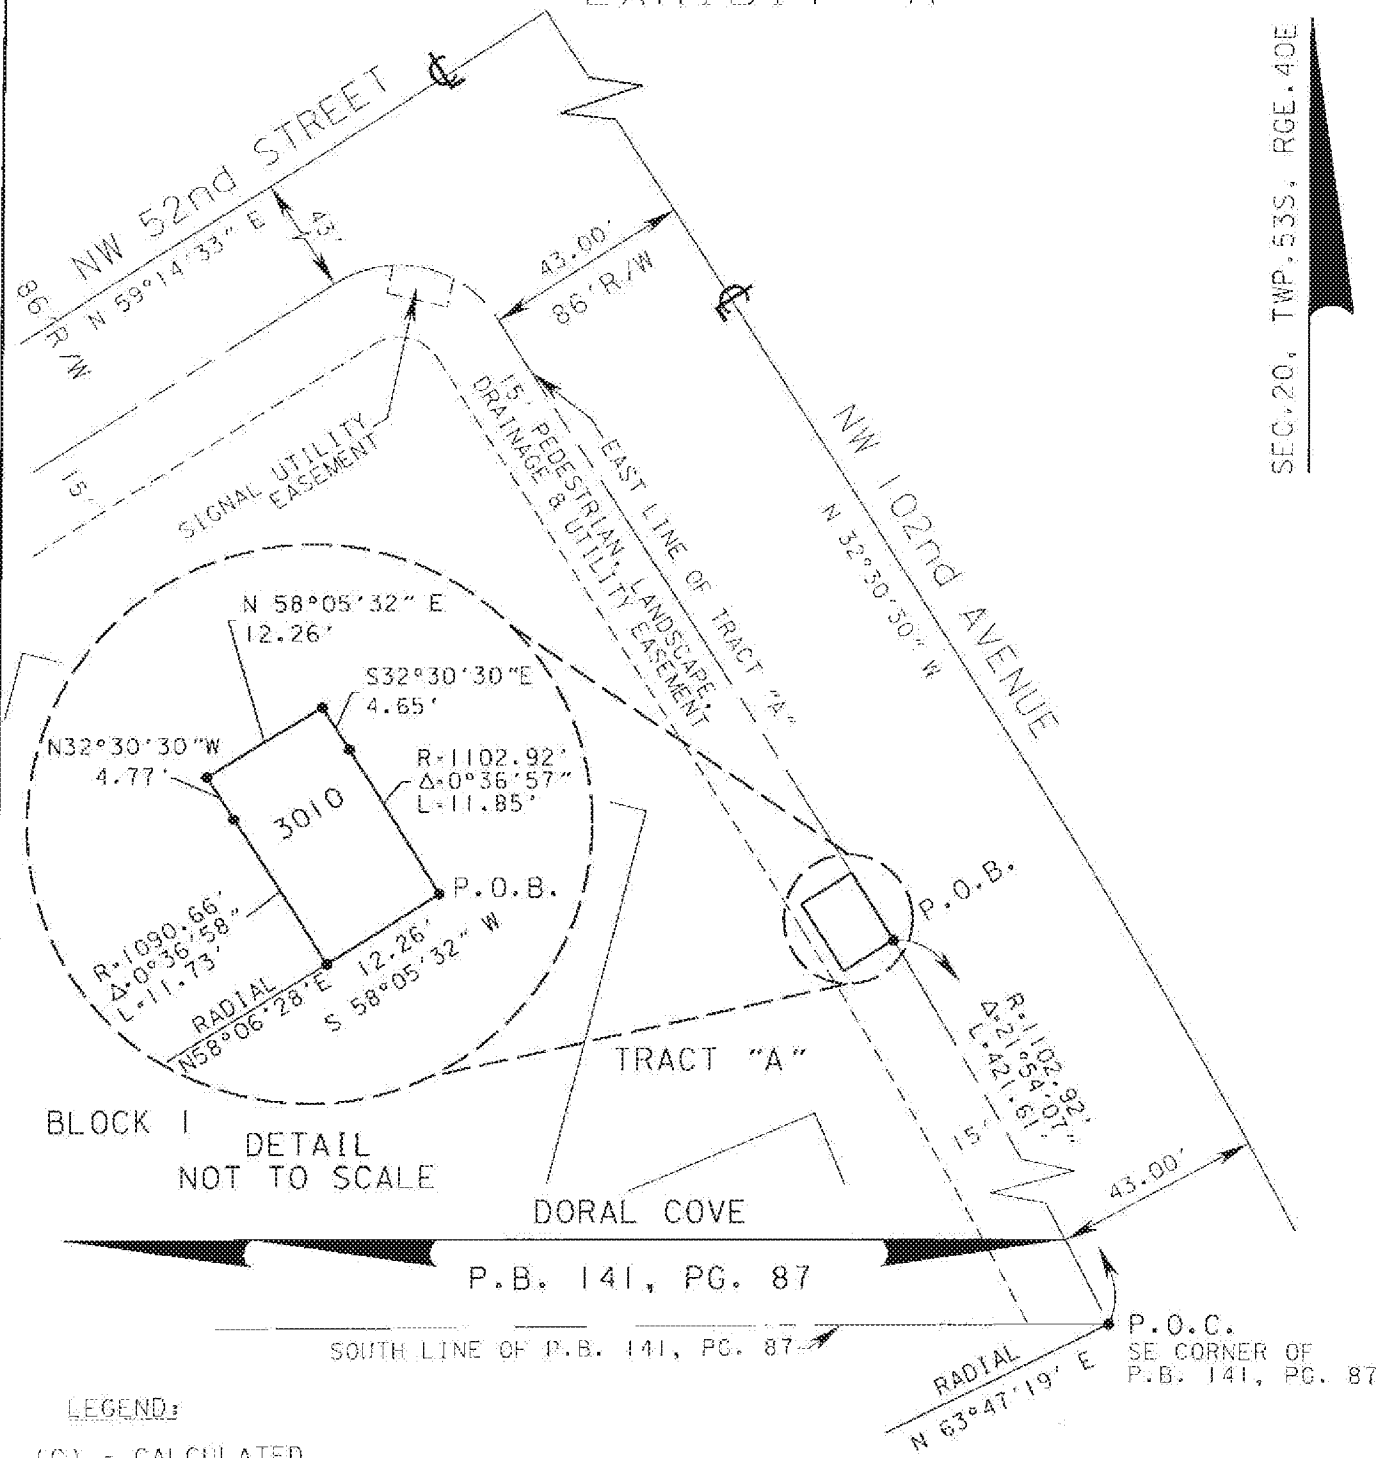 EXHIBIT "A"
SEC.20, TWP.53S, RGE.40E
NW 52nd STREET
N 59°14'33" E
86'R/W
43'
43.00'
86'R/W
15'
SIGNAL UTILITY
EASEMENT
15' PEDESTRIAN, LANDSCAPE,
DRAINAGE & UTILITY EASEMENT
EAST LINE OF TRACT "A"
NW 102nd AVENUE
N 32°30'30" W
N 58°05'32" E
12.26'
S32°30'30"E
4.65'
N32°30'30"W
4.77'
R=1102.92'
Δ=0°36'57"
L=11.85'
3010
P.O.B.
R=1090.66'
Δ=0°36'58"
L=11.73'
12.26'
S 58°05'32" W
RADIAL
N58°06'28"E
P.O.B.
R=1102.92'
Δ=21°54'07"
L=421.61'
TRACT "A"
BLOCK 1
DETAIL
NOT TO SCALE
15'
43.00'
DORAL COVE
P.B. 141, PG. 87
SOUTH LINE OF P.B. 141, PG. 87
P.O.C.
SE CORNER OF
P.B. 141, PG. 87
RADIAL
N 63°47'19" E
LEGEND:
(C) - CALCULATED